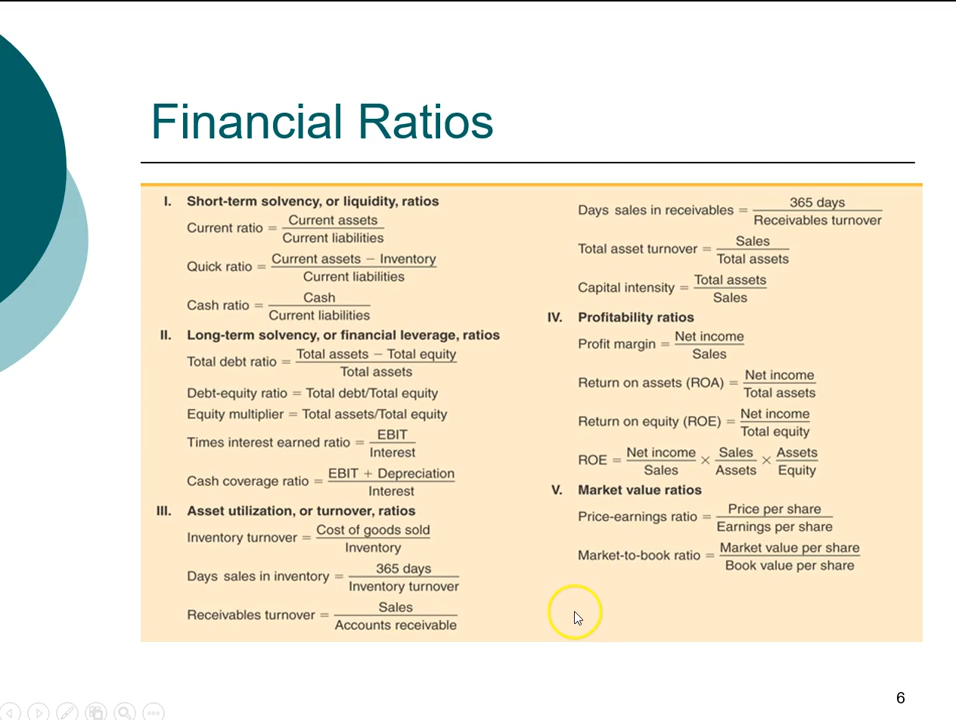 Financial Ratios
I. Short-term solvency, or liquidity, ratios
Current ratio = Current assets / Current liabilities
Quick ratio = Current assets − Inventory / Current liabilities
Cash ratio = Cash / Current liabilities
II. Long-term solvency, or financial leverage, ratios
Total debt ratio = Total assets − Total equity / Total assets
Debt-equity ratio = Total debt/Total equity
Equity multiplier = Total assets/Total equity
Times interest earned ratio = EBIT / Interest
Cash coverage ratio = EBIT + Depreciation / Interest
III. Asset utilization, or turnover, ratios
Inventory turnover = Cost of goods sold / Inventory
Days sales in inventory = 365 days / Inventory turnover
Receivables turnover = Sales / Accounts receivable
Days sales in receivables = 365 days / Receivables turnover
Total asset turnover = Sales / Total assets
Capital intensity = Total assets / Sales
IV. Profitability ratios
Profit margin = Net income / Sales
Return on assets (ROA) = Net income / Total assets
Return on equity (ROE) = Net income / Total equity
ROE = Net income / Sales × Sales / Assets × Assets / Equity
V. Market value ratios
Price-earnings ratio = Price per share / Earnings per share
Market-to-book ratio = Market value per share / Book value per share
6